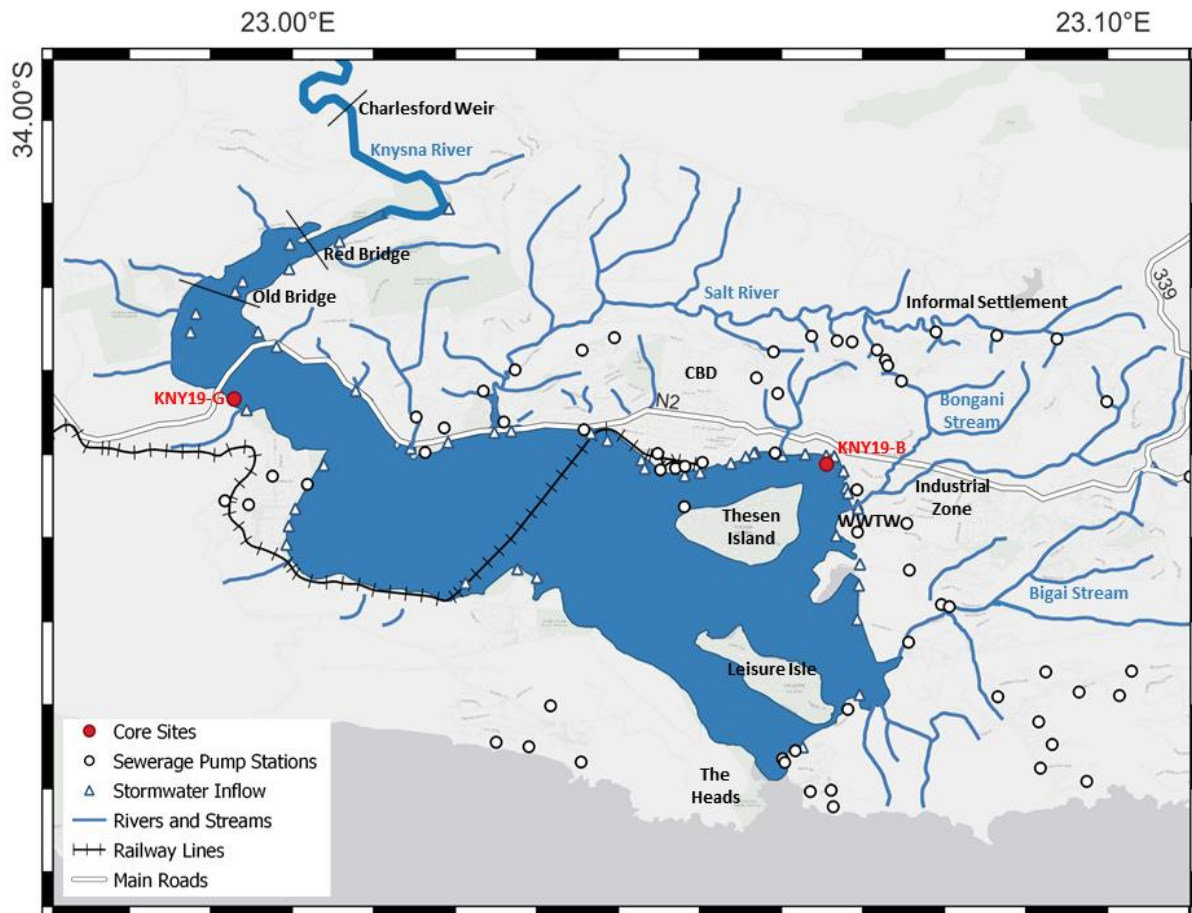 23.00°E
23.10°E
34.00°S
Charlesford Weir
Knysna River
Red Bridge
Old Bridge
339
Salt River
Informal Settlement
CBD
Bongani
Stream
KNY19-G
N2
KNY19-B
Industrial
Zone
Thesen
Island
WWTW
Bigai Stream
Leisure Isle
The
Heads
Core Sites
Sewerage Pump Stations
Stormwater Inflow
Rivers and Streams
Railway Lines
Main Roads